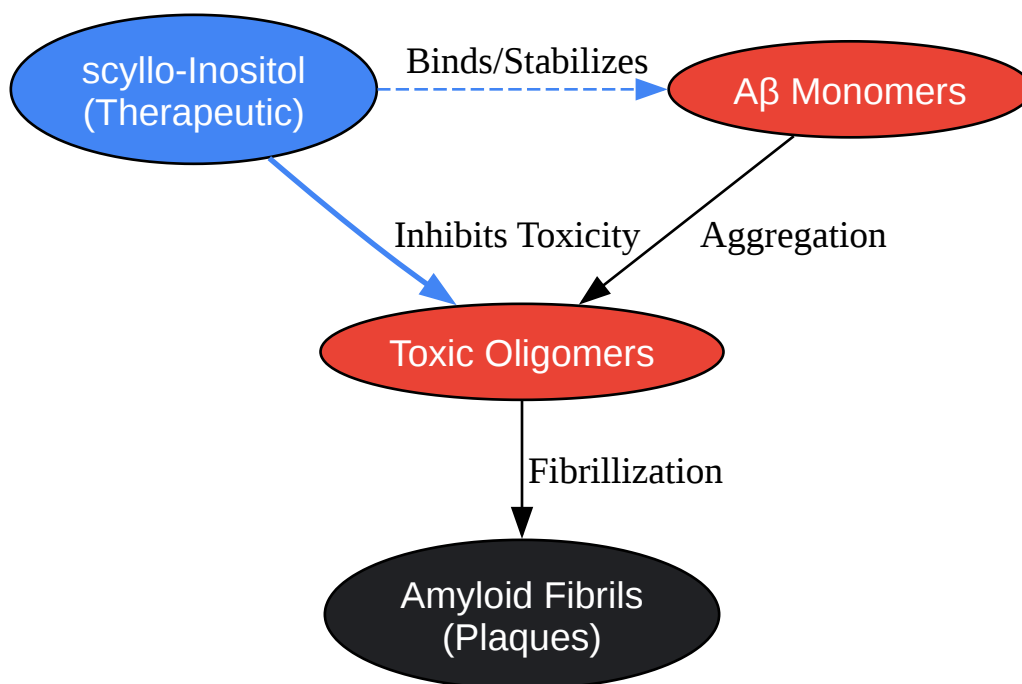 scyllo-Inositol
(Therapeutic)
Binds/Stabilizes
Aβ Monomers
Inhibits Toxicity
Aggregation
Toxic Oligomers
Fibrillization
Amyloid Fibrils
(Plaques)